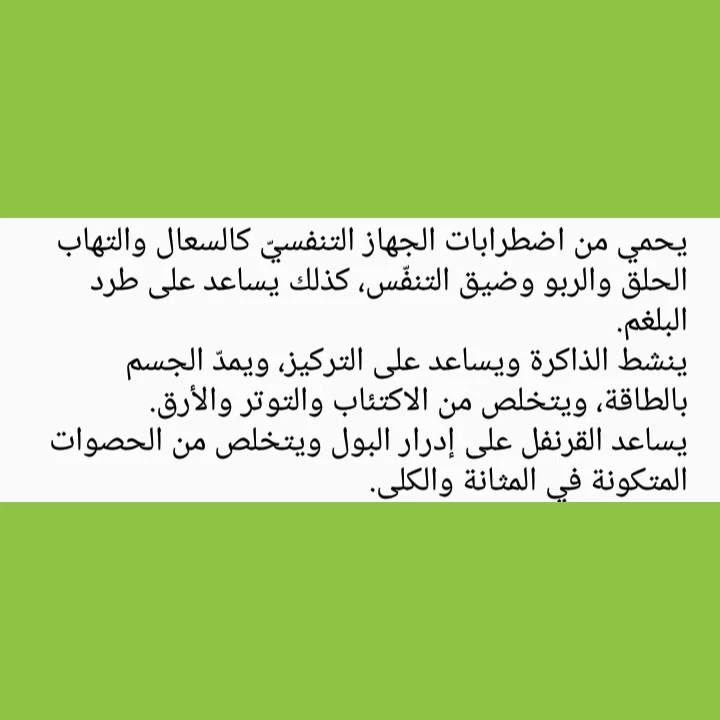 يحمي من اضطرابات الجهاز التنفسيّ كالسعال والتهاب
الحلق والربو وضيق التنفّس، كذلك يساعد على طرد
البلغم.
ينشط الذاكرة ويساعد على التركيز، ويمدّ الجسم
بالطاقة، ويتخلص من الاكتئاب والتوتر والأرق.
يساعد القرنفل على إدرار البول ويتخلص من الحصوات
المتكونة في المثانة والكلى.